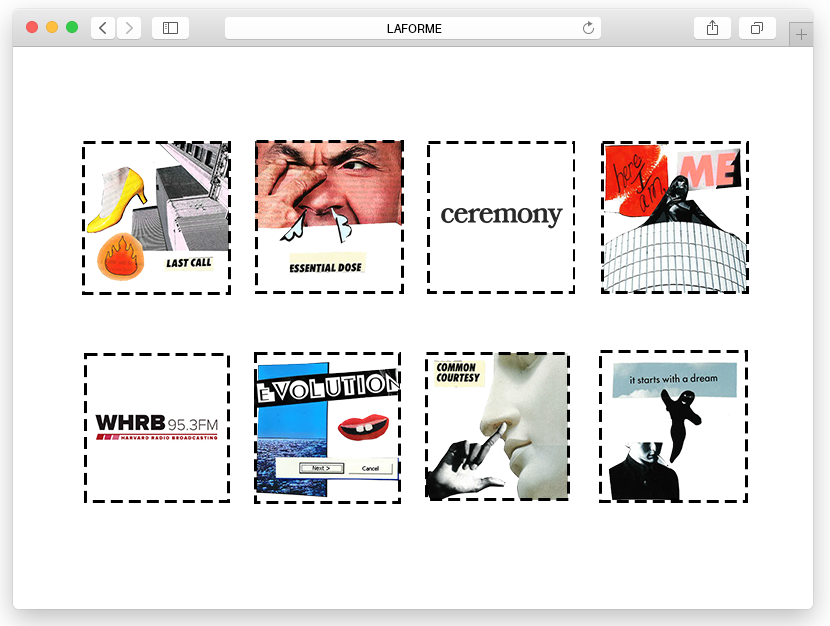 LAFORME
here
I
am,
ME
LAST CALL
ESSENTIAL DOSE
ceremony
WHRB 95.3FM
HARVARD RADIO BROADCASTING
EVOLUTION
Next >
Cancel
COMMON
COURTESY
it starts with a dream